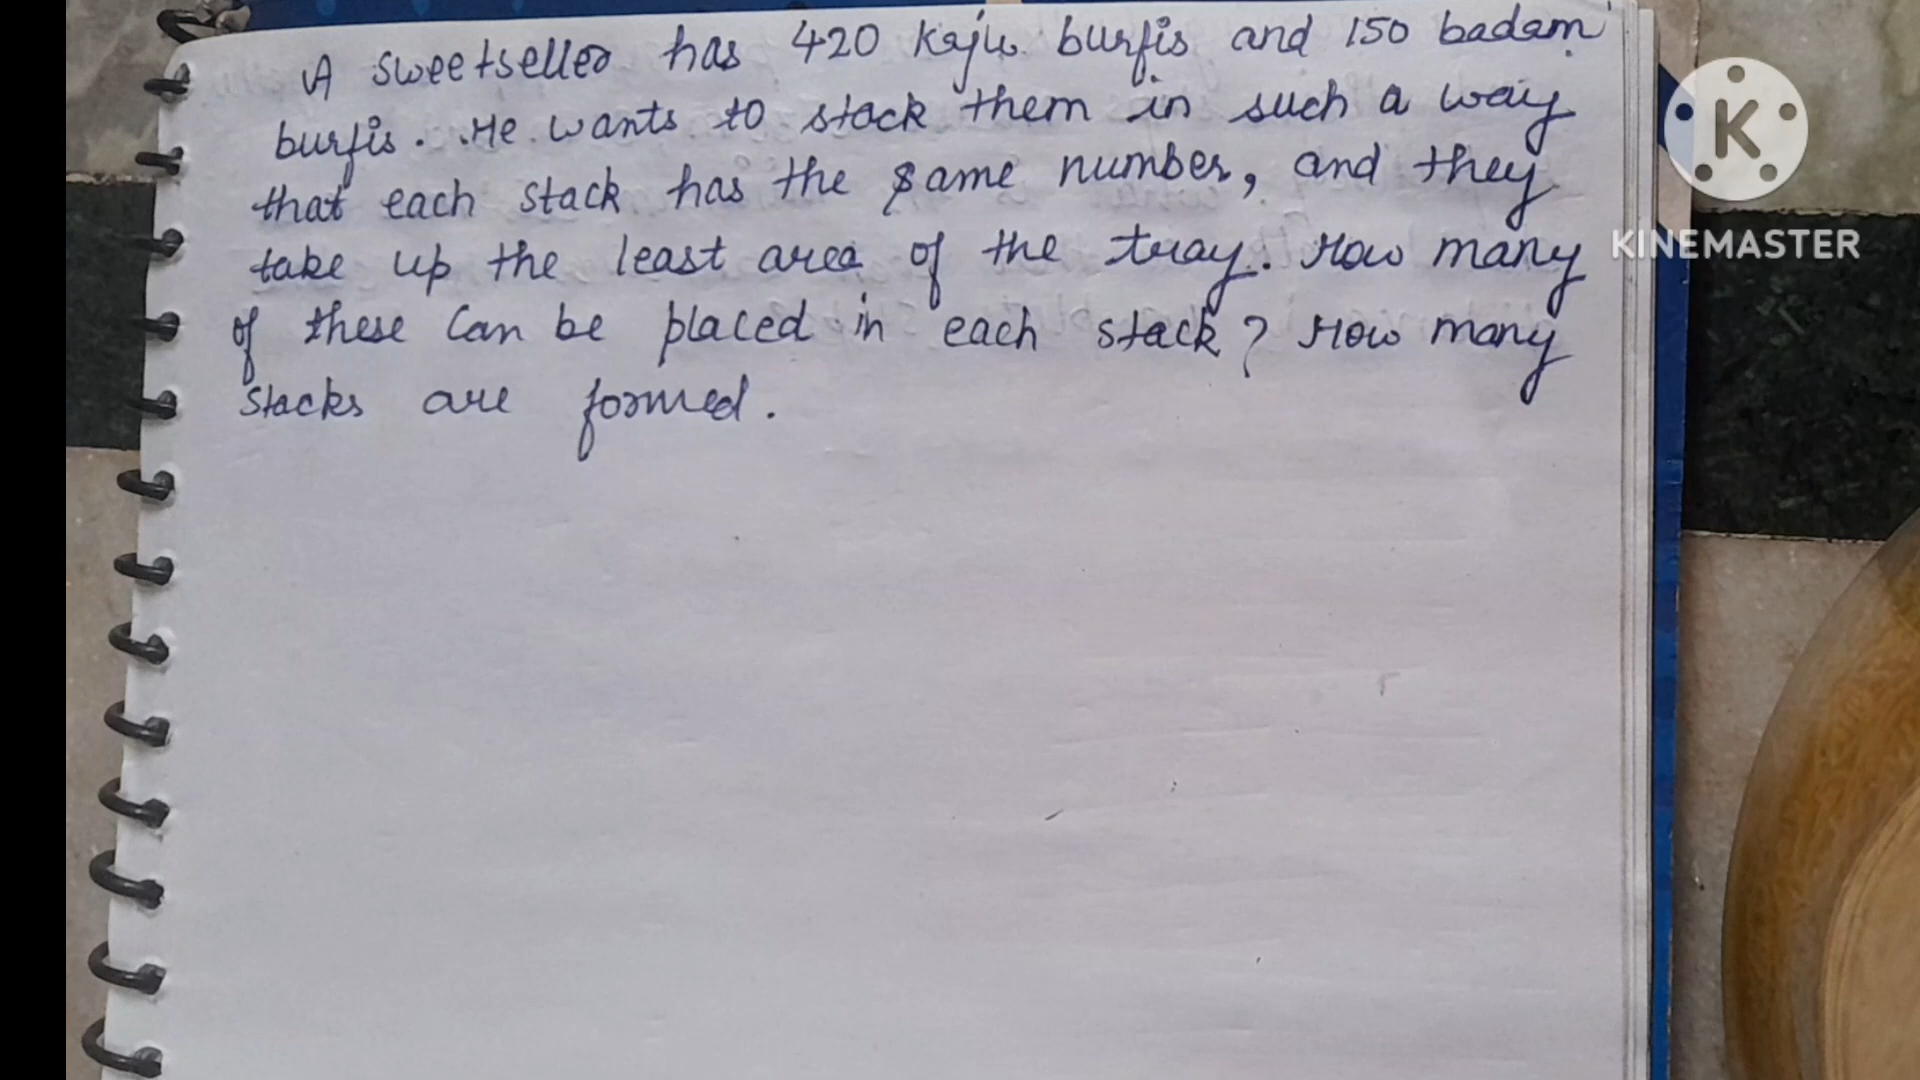 A sweetseller has 420 kaju burfis and 150 badam
burfis. He wants to stack them in such a way
that each stack has the same number, and they
take up the least area of the tray. How many
of these can be placed in each stack? How many
stacks are formed.
K
KINEMASTER